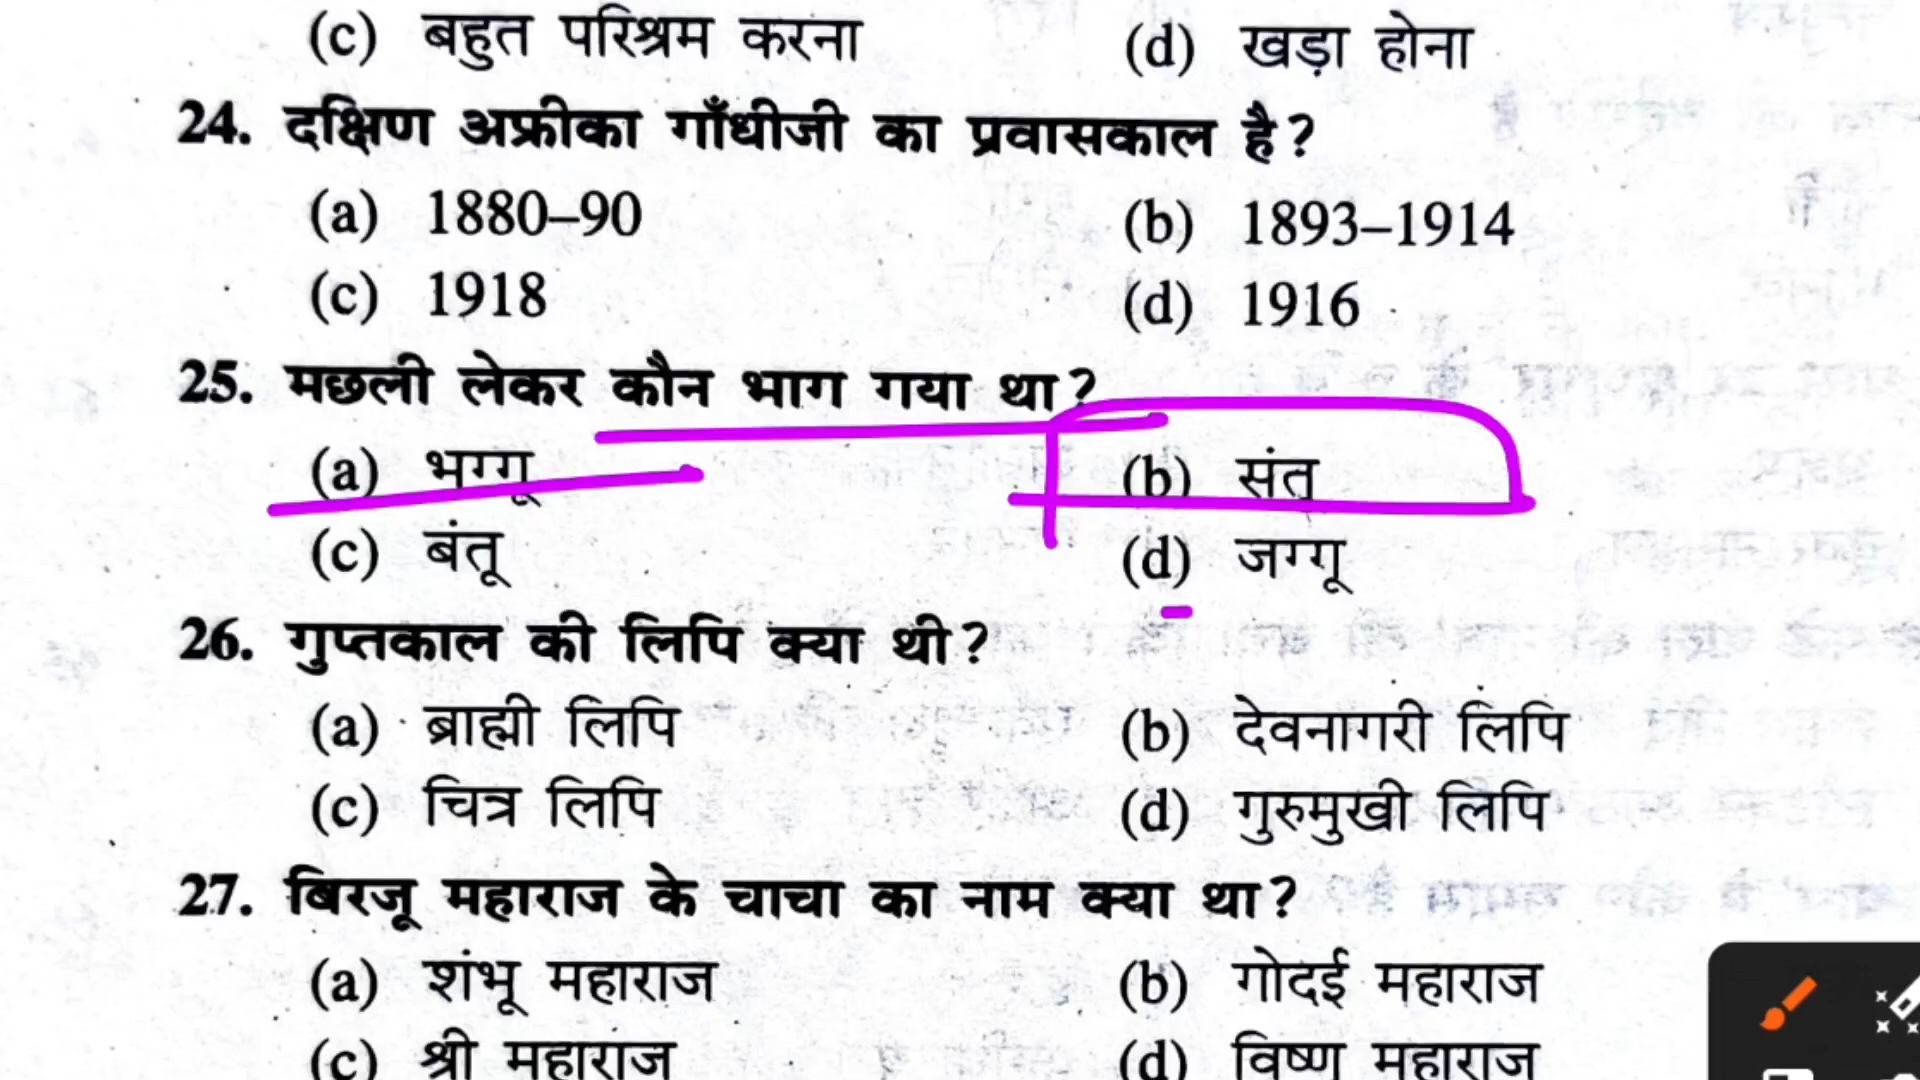 (c) बहुत परिश्रम करना (d) खड़ा होना
24. दक्षिण अफ्रीका गाँधीजी का प्रवासकाल है?
(a) 1880–90 (b) 1893–1914
(c) 1918 (d) 1916
25. मछली लेकर कौन भाग गया था?
(a) भग्गू (b) संतू
(c) बंतू (d) जग्गू
26. गुप्तकाल की लिपि क्या थी?
(a) ब्राह्मी लिपि (b) देवनागरी लिपि
(c) चित्र लिपि (d) गुरुमुखी लिपि
27. बिरजू महाराज के चाचा का नाम क्या था?
(a) शंभू महाराज (b) गोदई महाराज
(c) श्री महाराज (d) विष्णु महाराज